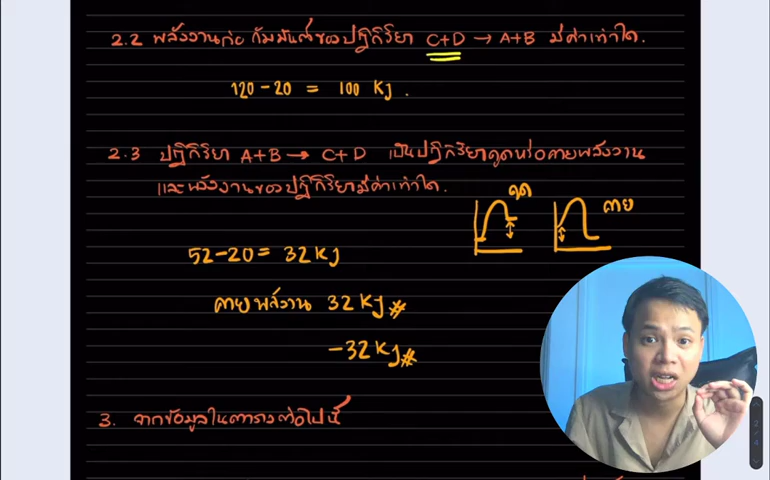 2.2 พลังงานก่อกัมมันต์ของปฏิกิริยา C+D → A+B มีค่าเท่าใด.
120-20 = 100 KJ.
2.3 ปฏิกิริยา A+B → C+D เป็นปฏิกิริยาดูดหรือคายพลังงาน
และพลังงานของปฏิกิริยามีค่าเท่าใด.
ดูด คาย
52-20= 32 KJ
คายพลังงาน 32 KJ #
-32 KJ #
3. จากข้อมูลในตารางต่อไปนี้